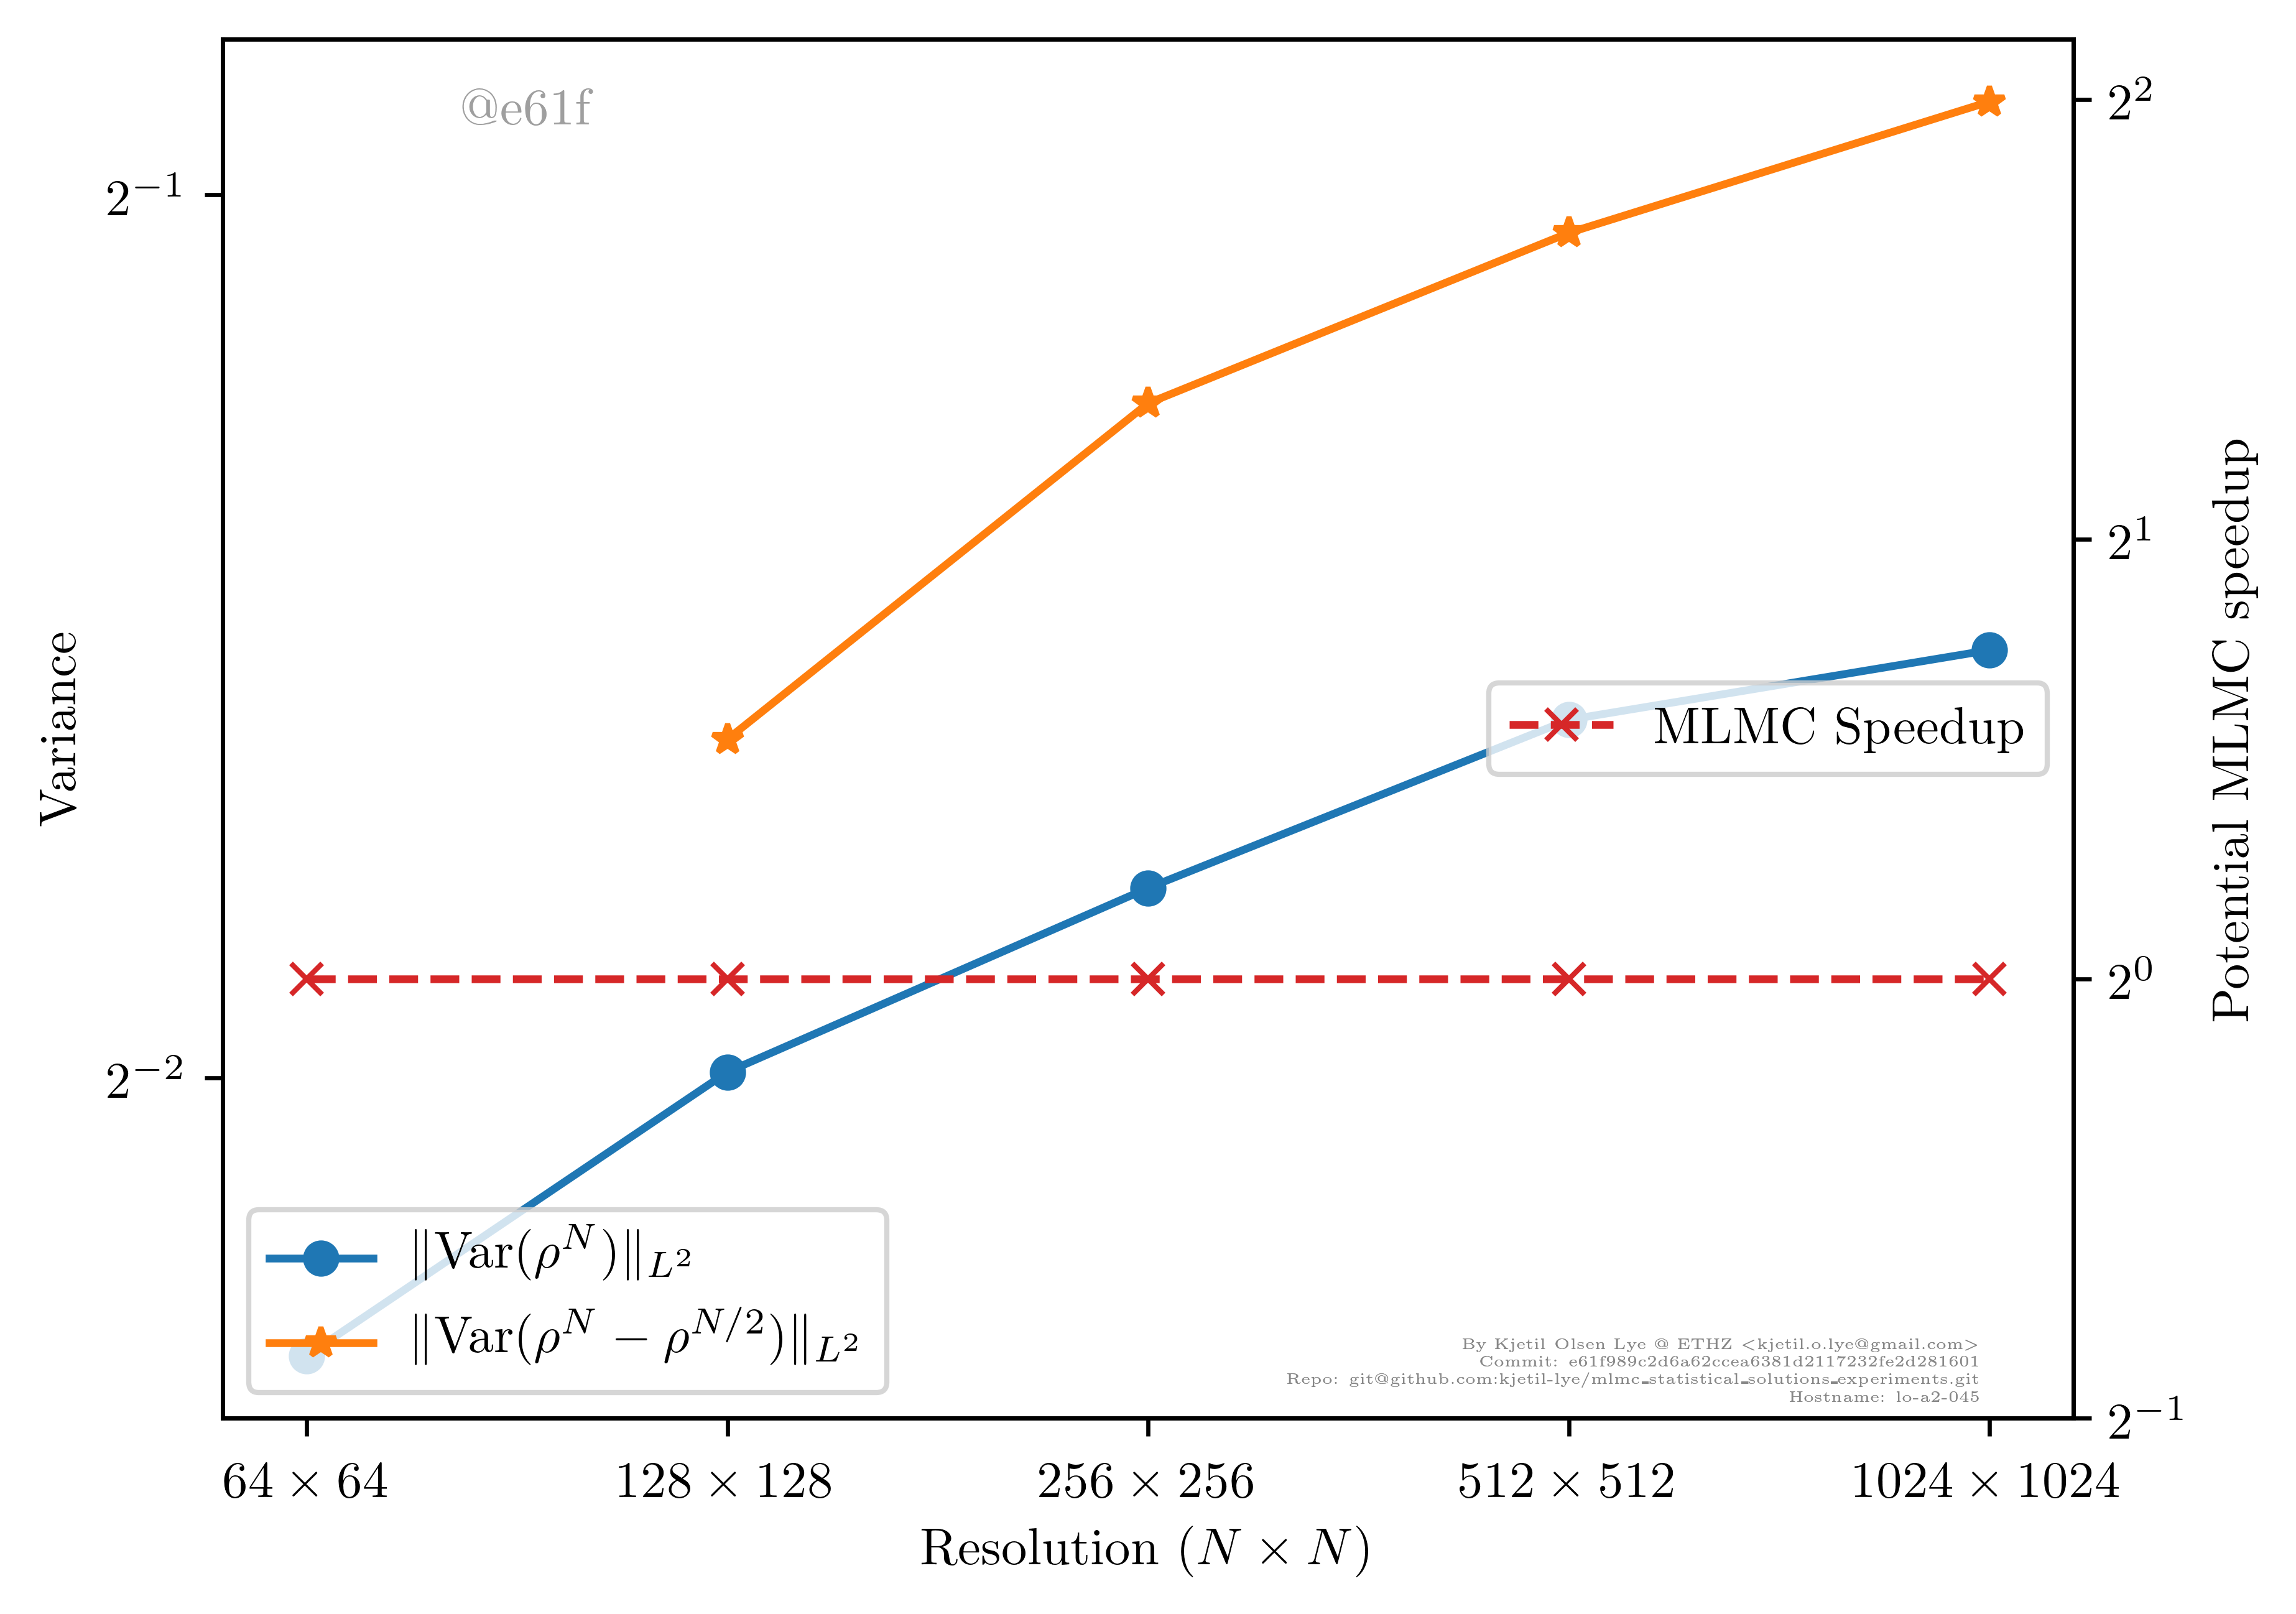 @e61f
2^{-1}
2^{-2}
Variance
2^{2}
2^{1}
2^{0}
2^{-1}
Potential MLMC speedup
MLMC Speedup
‖Var(ρ^{N})‖_{L^{2}}
‖Var(ρ^{N} − ρ^{N/2})‖_{L^{2}}
By Kjetil Olsen Lye @ ETHZ <kjetil.o.lye@gmail.com>
Commit: e61f989c2d6a62ccea6381d2117232fe2d281601
Repo: git@github.com:kjetil-lye/mlmc_statistical_solutions_experiments.git
Hostname: lo-a2-045
64 × 64 128 × 128 256 × 256 512 × 512 1024 × 1024
Resolution (N × N)